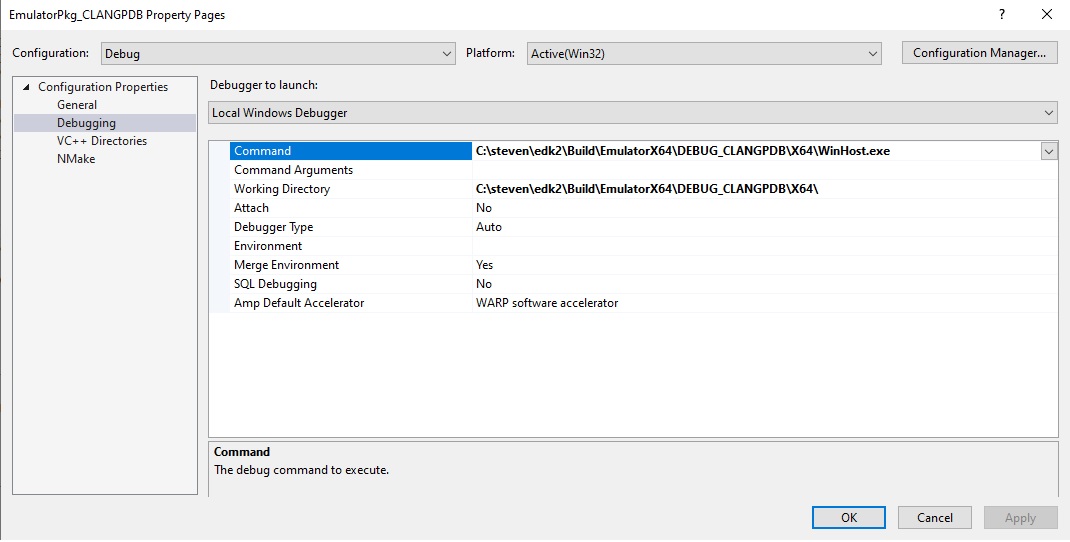 EmulatorPkg_CLANGPDB Property Pages
?
Configuration: Debug Platform: Active(Win32) Configuration Manager...
Configuration Properties
General
Debugging
VC++ Directories
NMake
Debugger to launch:
Local Windows Debugger
Command C:\steven\edk2\Build\EmulatorX64\DEBUG_CLANGPDB\X64\WinHost.exe
Command Arguments
Working Directory C:\steven\edk2\Build\EmulatorX64\DEBUG_CLANGPDB\X64\
Attach No
Debugger Type Auto
Environment
Merge Environment Yes
SQL Debugging No
Amp Default Accelerator WARP software accelerator
Command
The debug command to execute.
OK Cancel Apply